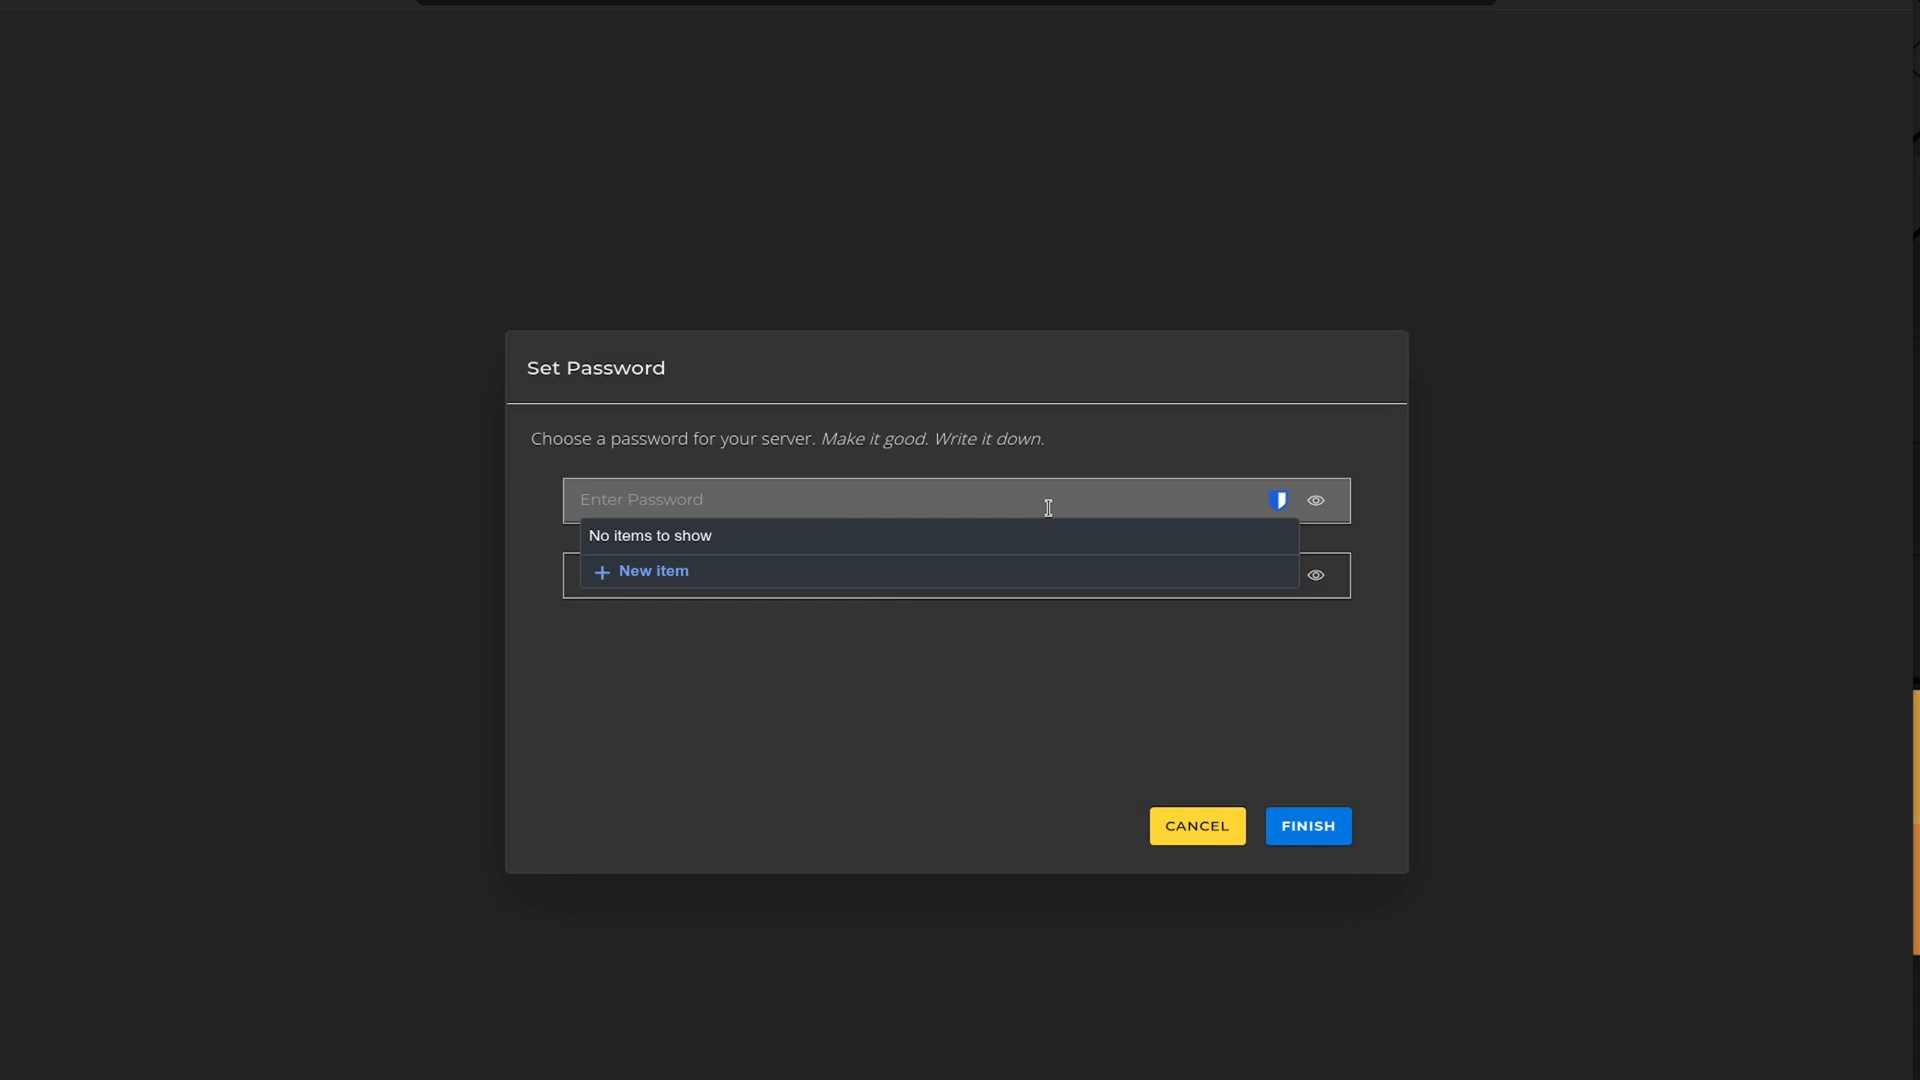 Set Password
Choose a password for your server. Make it good. Write it down.
Enter Password
No items to show
New item
CANCEL
FINISH